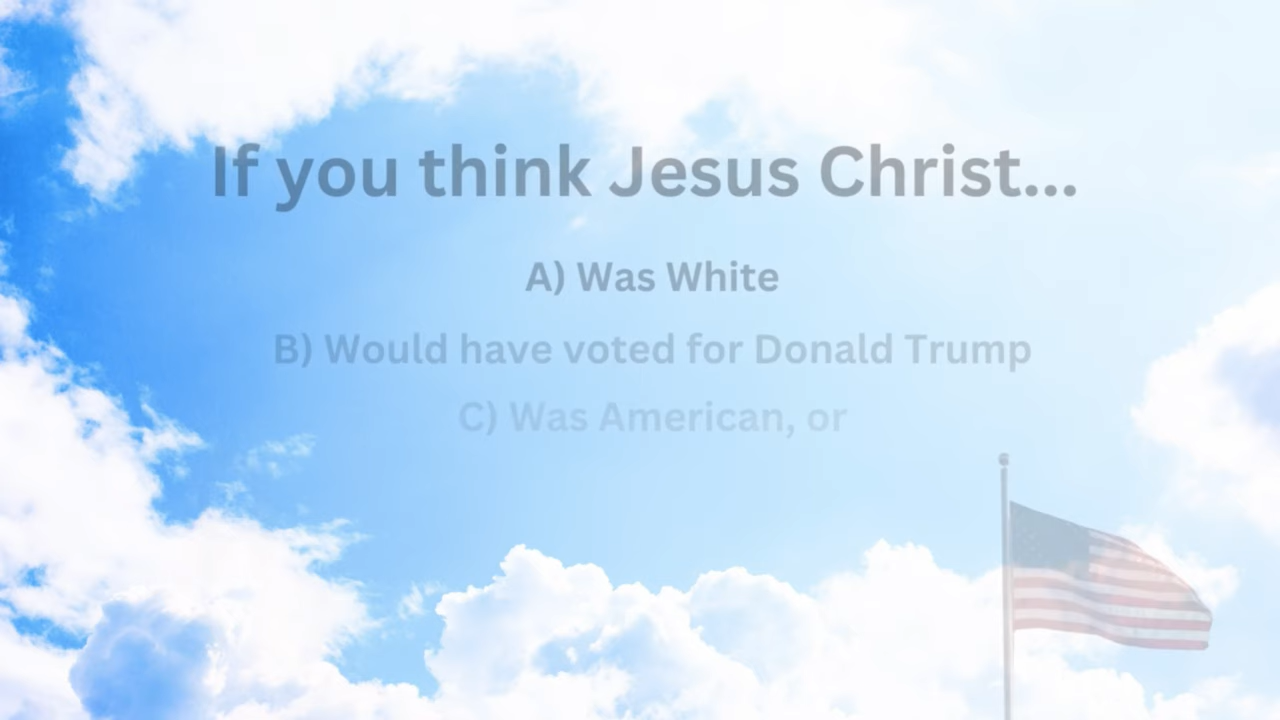 If you think Jesus Christ...
A) Was White
B) Would have voted for Donald Trump
C) Was American, or